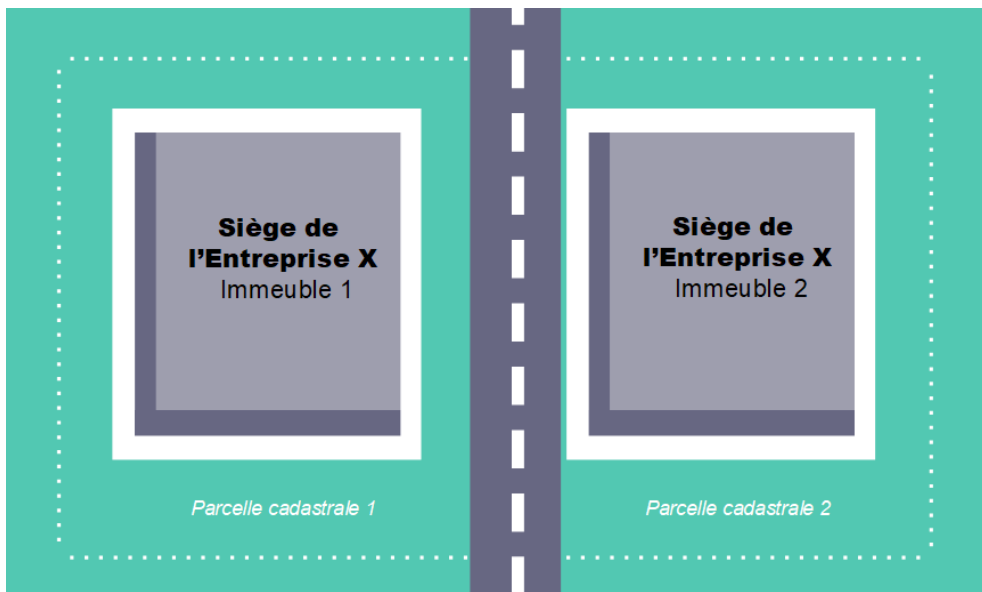 Siège de
l’Entreprise X
Immeuble 1
Parcelle cadastrale 1
Siège de
l’Entreprise X
Immeuble 2
Parcelle cadastrale 2